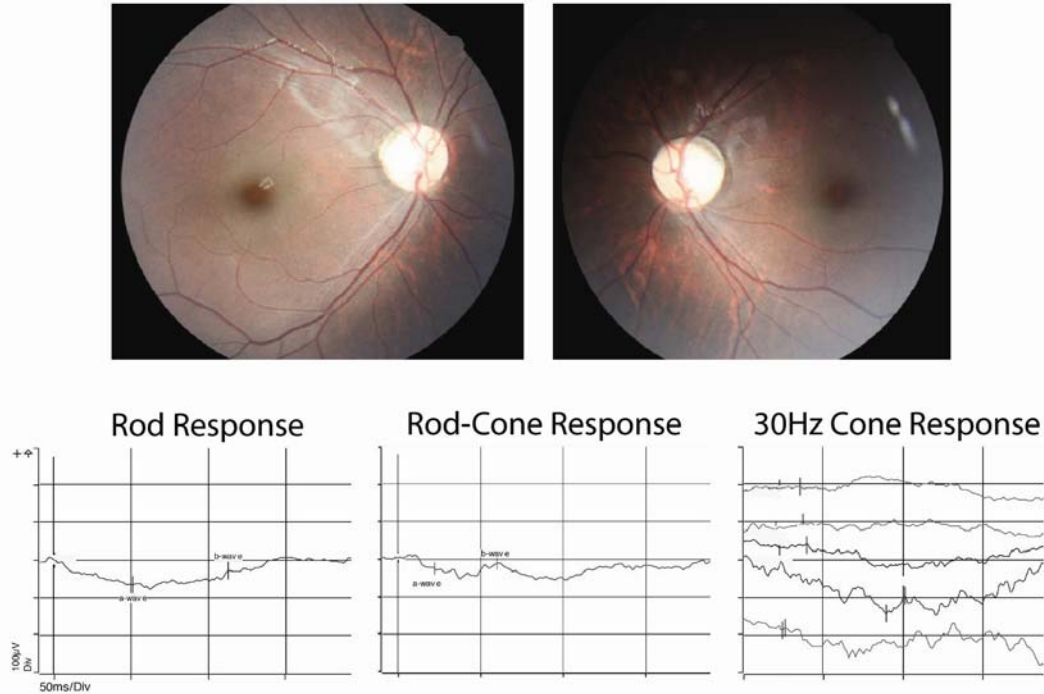 Rod Response
Rod-Cone Response
30Hz Cone Response
b-wave
a-wave
b-wave
a-wave
100µV
Div
50ms/Div